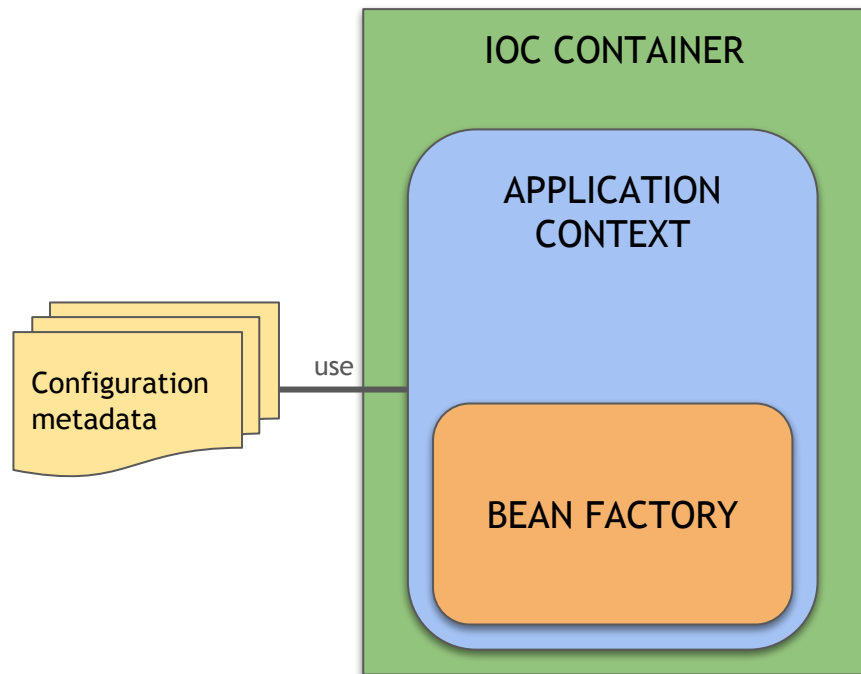 IOC CONTAINER
APPLICATION
CONTEXT
use
Configuration
metadata
BEAN FACTORY